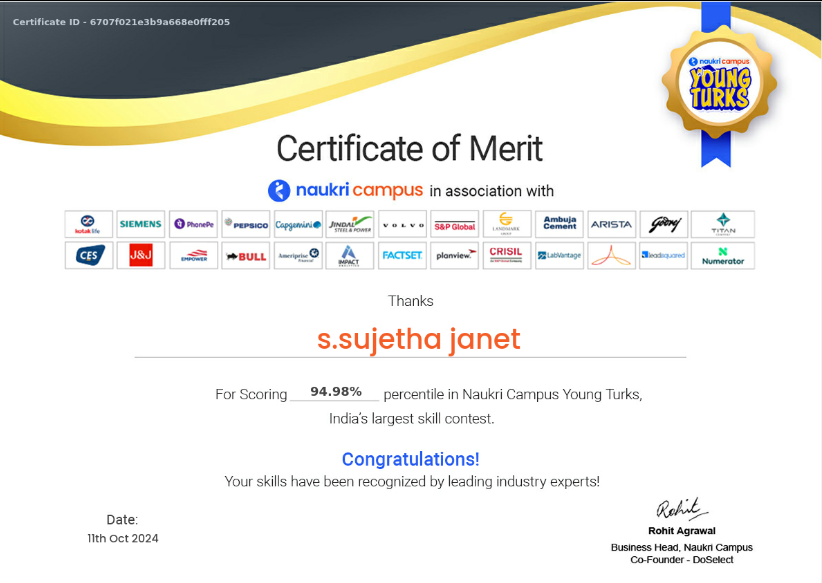 Certificate ID - 6707f021e3b9a668e0fff205
naukri campus
YOUNG
TURKS
Certificate of Merit
naukri campus in association with
kotak life SIEMENS PhonePe PEPSICO Capgemini JINDAL STEEL & POWER VOLVO S&P Global LANDMARK GROUP Ambuja Cement ARISTA Godrej TITAN COMPANY
CES J&J EMPOWER BULL Ameriprise Financial IMPACT ANALYTICS FACTSET planview. CRISIL LabVantage leadsquared Numerator
Thanks
s.sujetha janet
For Scoring 94.98% percentile in Naukri Campus Young Turks,
India's largest skill contest.
Congratulations!
Your skills have been recognized by leading industry experts!
Date:
11th Oct 2024
Rohit
Rohit Agrawal
Business Head, Naukri Campus
Co-Founder - DoSelect